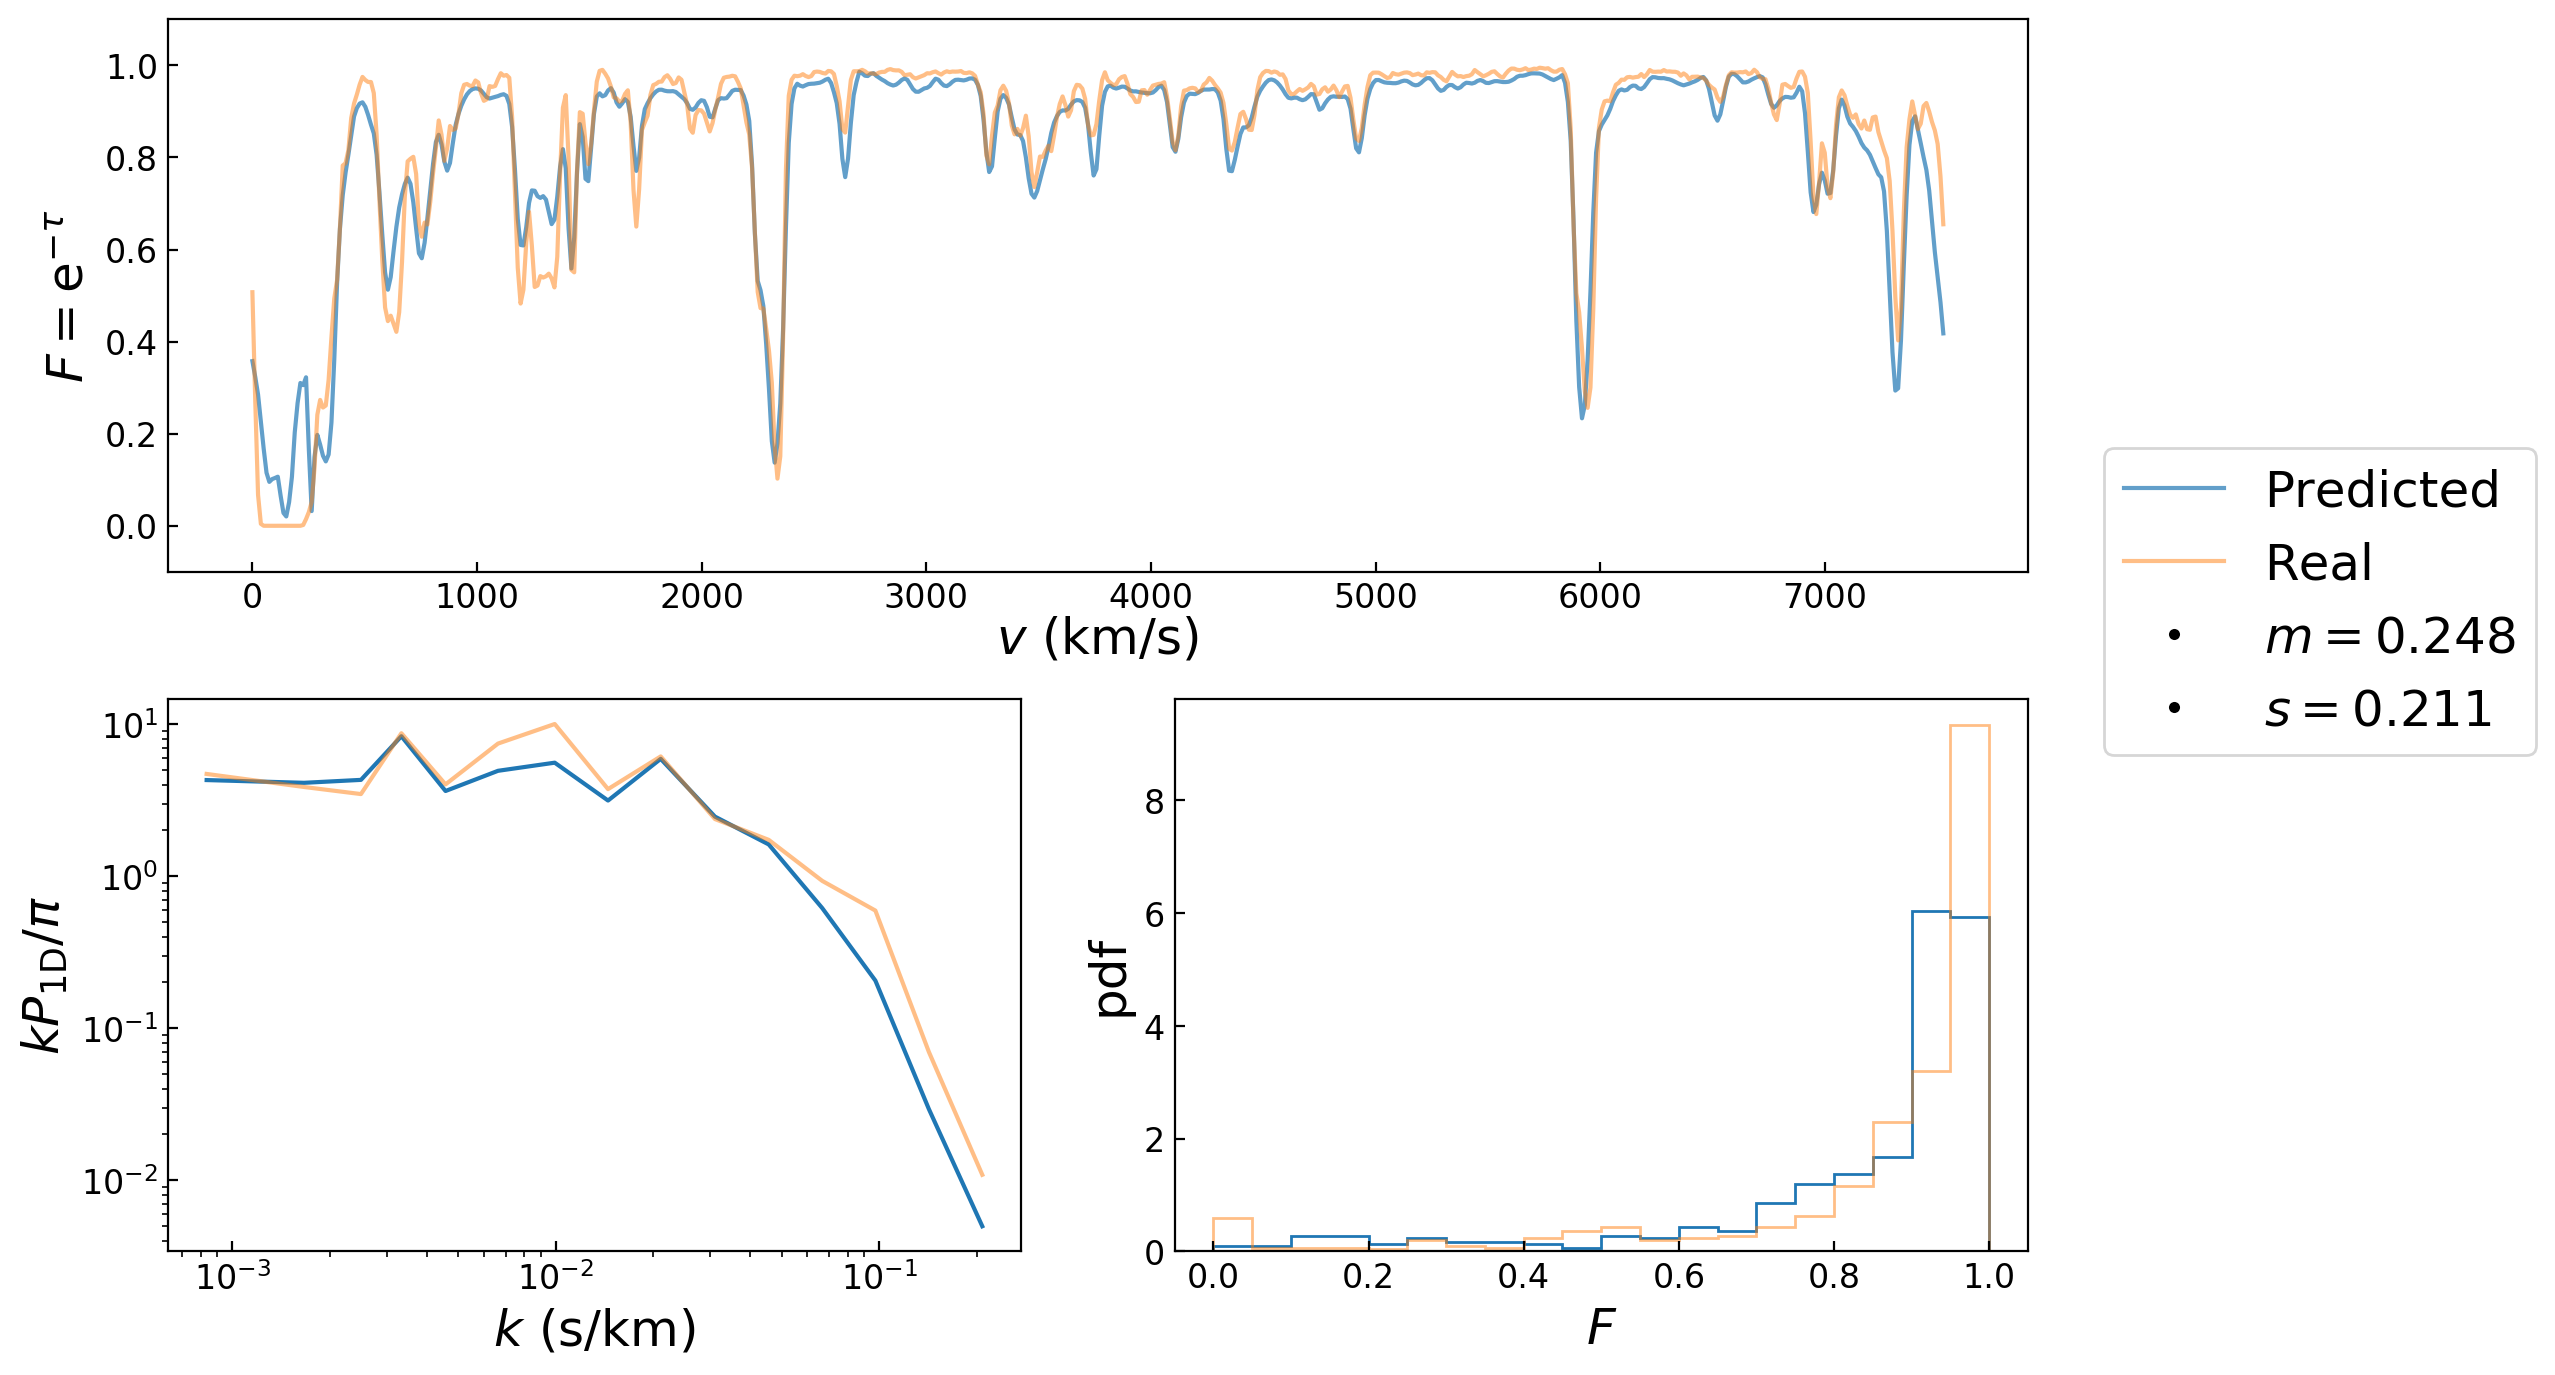 1.0
0.8
0.6
0.4
0.2
0.0
F = e^{-τ}
0 1000 2000 3000 4000 5000 6000 7000
v (km/s)
Predicted
Real
m = 0.248
s = 0.211
10^1
10^0
10^{-1}
10^{-2}
kP_{1D}/π
10^{-3} 10^{-2} 10^{-1}
k (s/km)
8
6
4
2
0
pdf
0.0 0.2 0.4 0.6 0.8 1.0
F